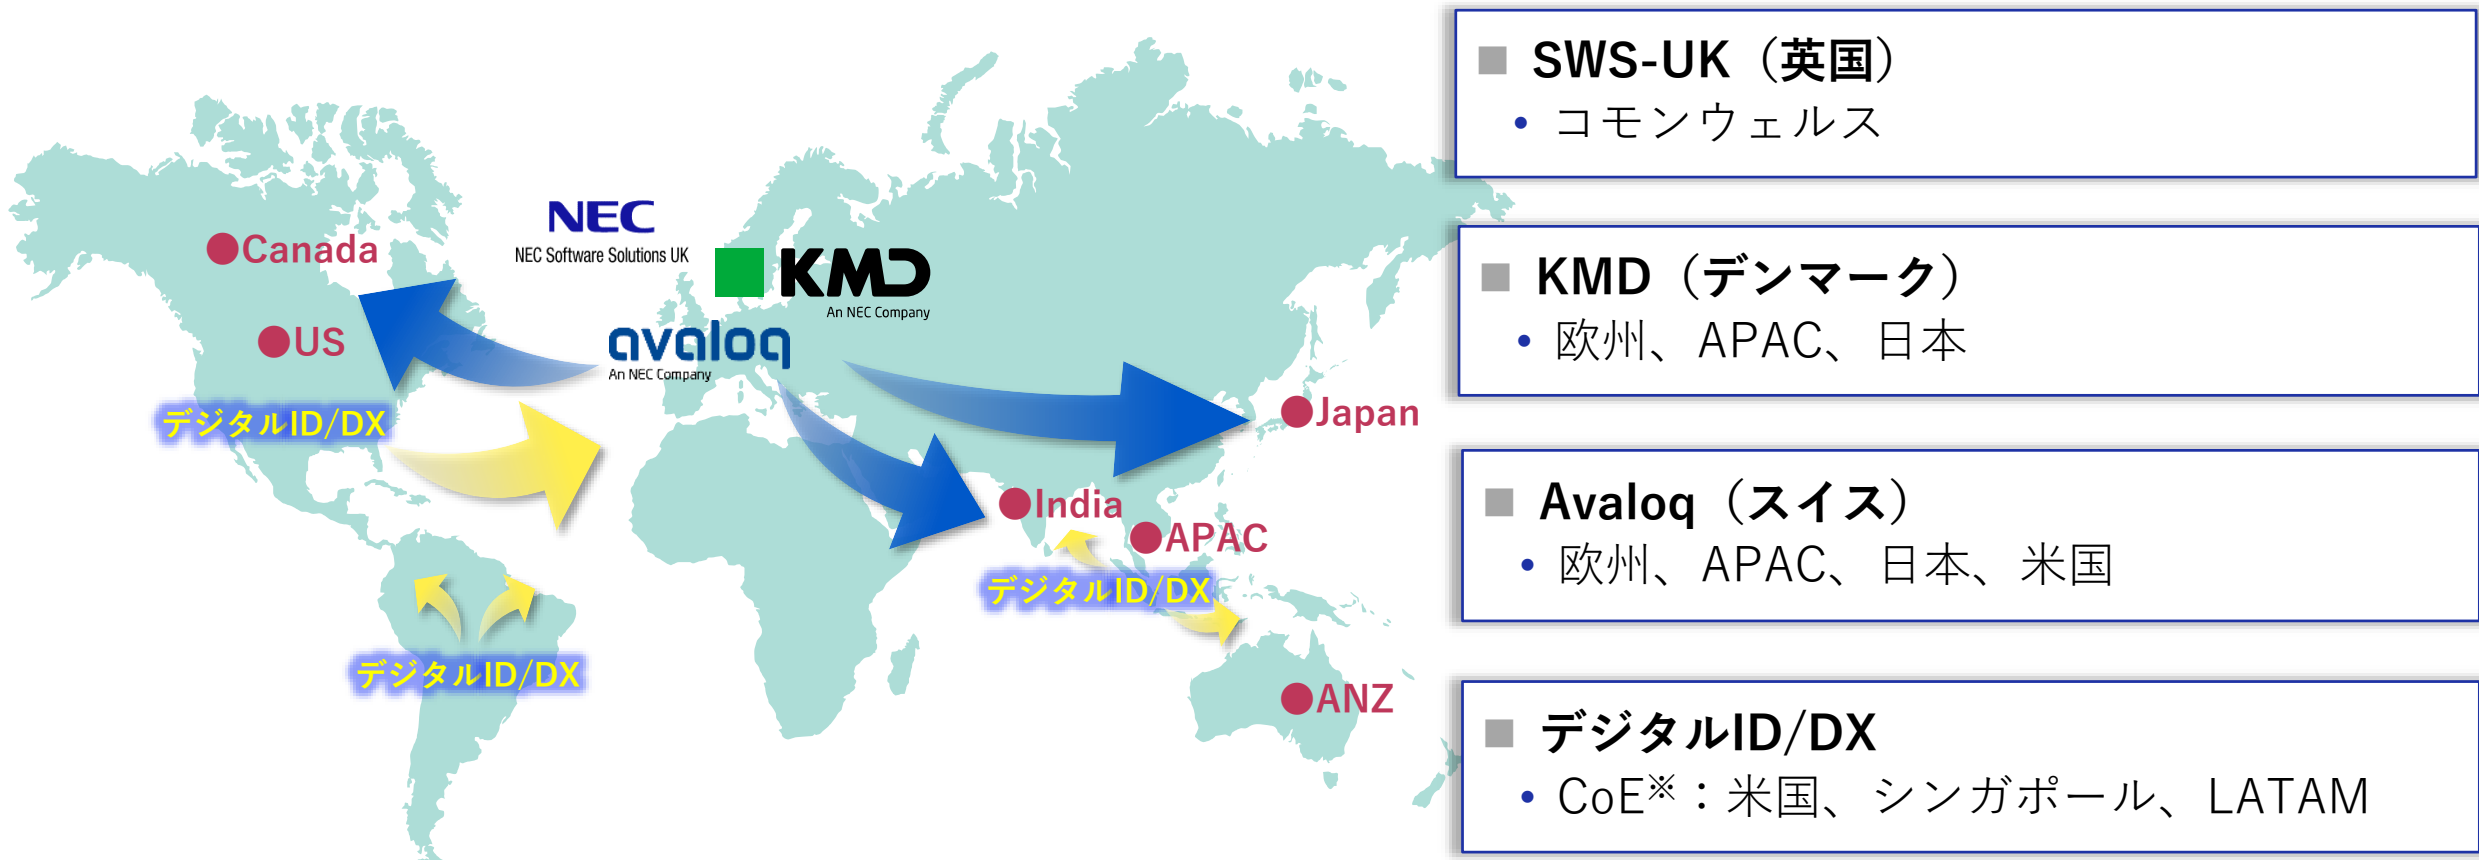 NEC
NEC Software Solutions UK
KMD
An NEC Company
avaloq
An NEC Company
Canada
US
デジタルID/DX
デジタルID/DX
Japan
India
APAC
デジタルID/DX
ANZ
SWS-UK（英国）
コモンウェルス
KMD（デンマーク）
欧州、APAC、日本
Avaloq（スイス）
欧州、APAC、日本、米国
デジタルID/DX
CoE※：米国、シンガポール、LATAM